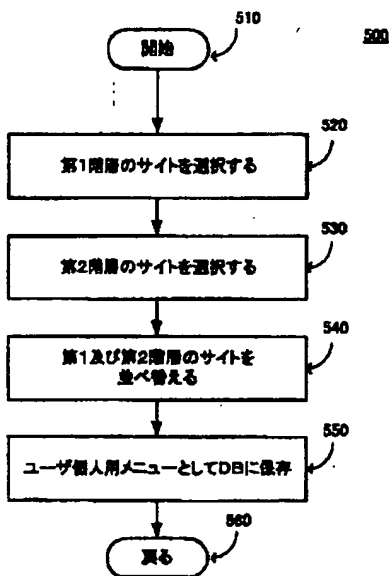 500
開始
510
520
第1階層のサイトを選択する
530
第2階層のサイトを選択する
540
第1及び第2階層のサイトを
並べ替える
550
ユーザ個人用メニューとしてDBに保存
560
戻る